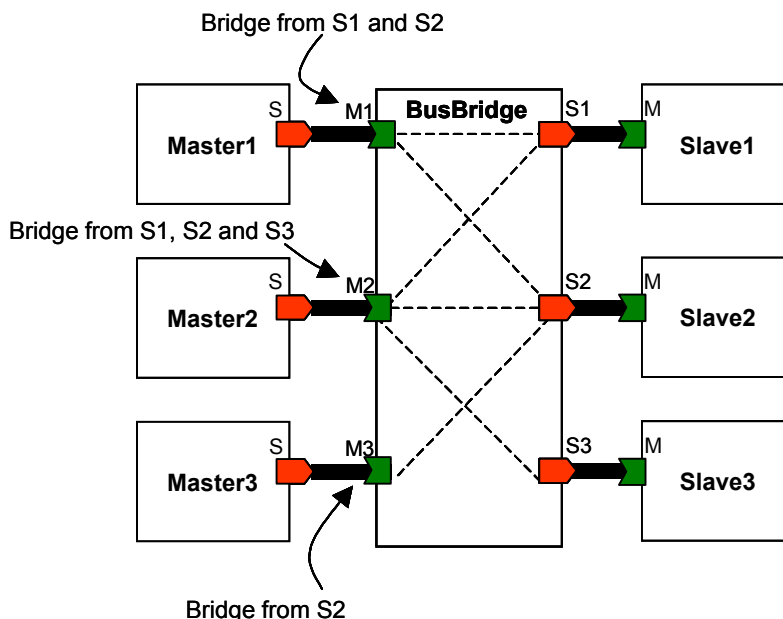 Bridge from S1 and S2
S
M1
BusBridge
S1
M
Master1
Slave1
Bridge from S1, S2 and S3
S
M2
S2
M
Master2
Slave2
S
M3
S3
M
Master3
Slave3
Bridge from S2